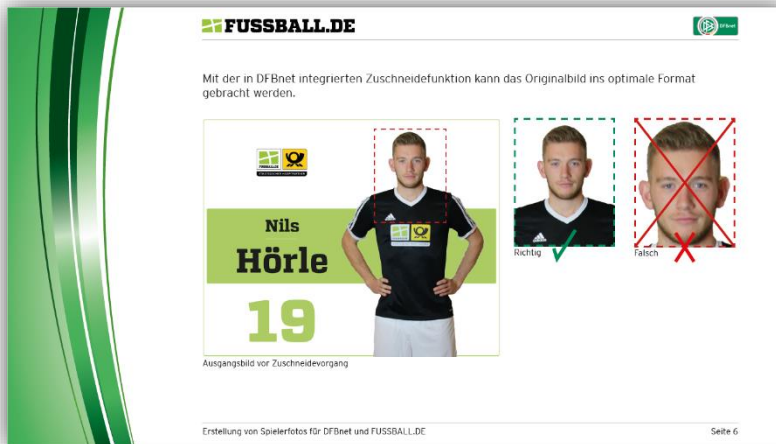 FUSSBALL.DE
DFBnet
Mit der in DFBnet integrierten Zuschneidefunktion kann das Originalbild ins optimale Format
gebracht werden.
Nils
Hörle
19
Richtig
Falsch
Ausgangsbild vor Zuschneidevorgang
Erstellung von Spielerfotos für DFBnet und FUSSBALL.DE
Seite 6